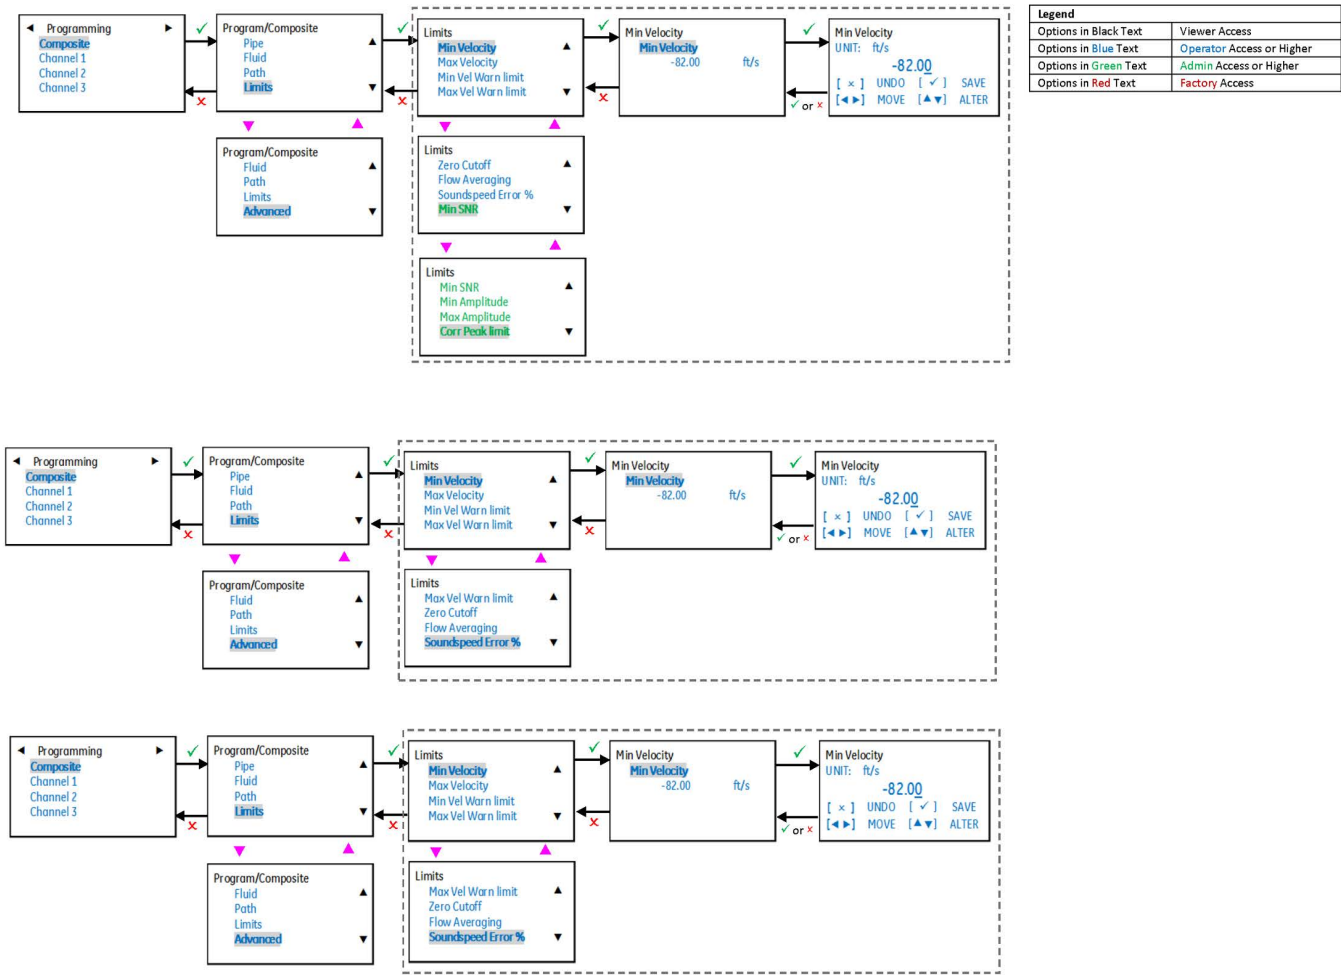 Programming
Composite
Channel 1
Channel 2
Channel 3
Program/Composite
Pipe
Fluid
Path
Limits
Limits
Min Velocity
Max Velocity
Min Vel Warn limit
Max Vel Warn limit
Min Velocity
Min Velocity
-82.00 ft/s
Min Velocity
UNIT: ft/s
-82.00
[ × ] UNDO [ ✓ ] SAVE
[◄ ►] MOVE [▲ ▼] ALTER
✓ or ×
Legend
Options in Black Text Viewer Access
Options in Blue Text Operator Access or Higher
Options in Green Text Admin Access or Higher
Options in Red Text Factory Access
Program/Composite
Fluid
Path
Limits
Advanced
Limits
Zero Cutoff
Flow Averaging
Soundspeed Error %
Min SNR
Limits
Min SNR
Min Amplitude
Max Amplitude
Corr Peak limit
Programming
Composite
Channel 1
Channel 2
Channel 3
Program/Composite
Pipe
Fluid
Path
Limits
Limits
Min Velocity
Max Velocity
Min Vel Warn limit
Max Vel Warn limit
Min Velocity
Min Velocity
-82.00 ft/s
Min Velocity
UNIT: ft/s
-82.00
[ × ] UNDO [ ✓ ] SAVE
[◄ ►] MOVE [▲ ▼] ALTER
✓ or ×
Program/Composite
Fluid
Path
Limits
Advanced
Limits
Max Vel Warn limit
Zero Cutoff
Flow Averaging
Soundspeed Error %
Programming
Composite
Channel 1
Channel 2
Channel 3
Program/Composite
Pipe
Fluid
Path
Limits
Limits
Min Velocity
Max Velocity
Min Vel Warn limit
Max Vel Warn limit
Min Velocity
Min Velocity
-82.00 ft/s
Min Velocity
UNIT: ft/s
-82.00
[ × ] UNDO [ ✓ ] SAVE
[◄ ►] MOVE [▲ ▼] ALTER
✓ or ×
Program/Composite
Fluid
Path
Limits
Advanced
Limits
Max Vel Warn limit
Zero Cutoff
Flow Averaging
Soundspeed Error %